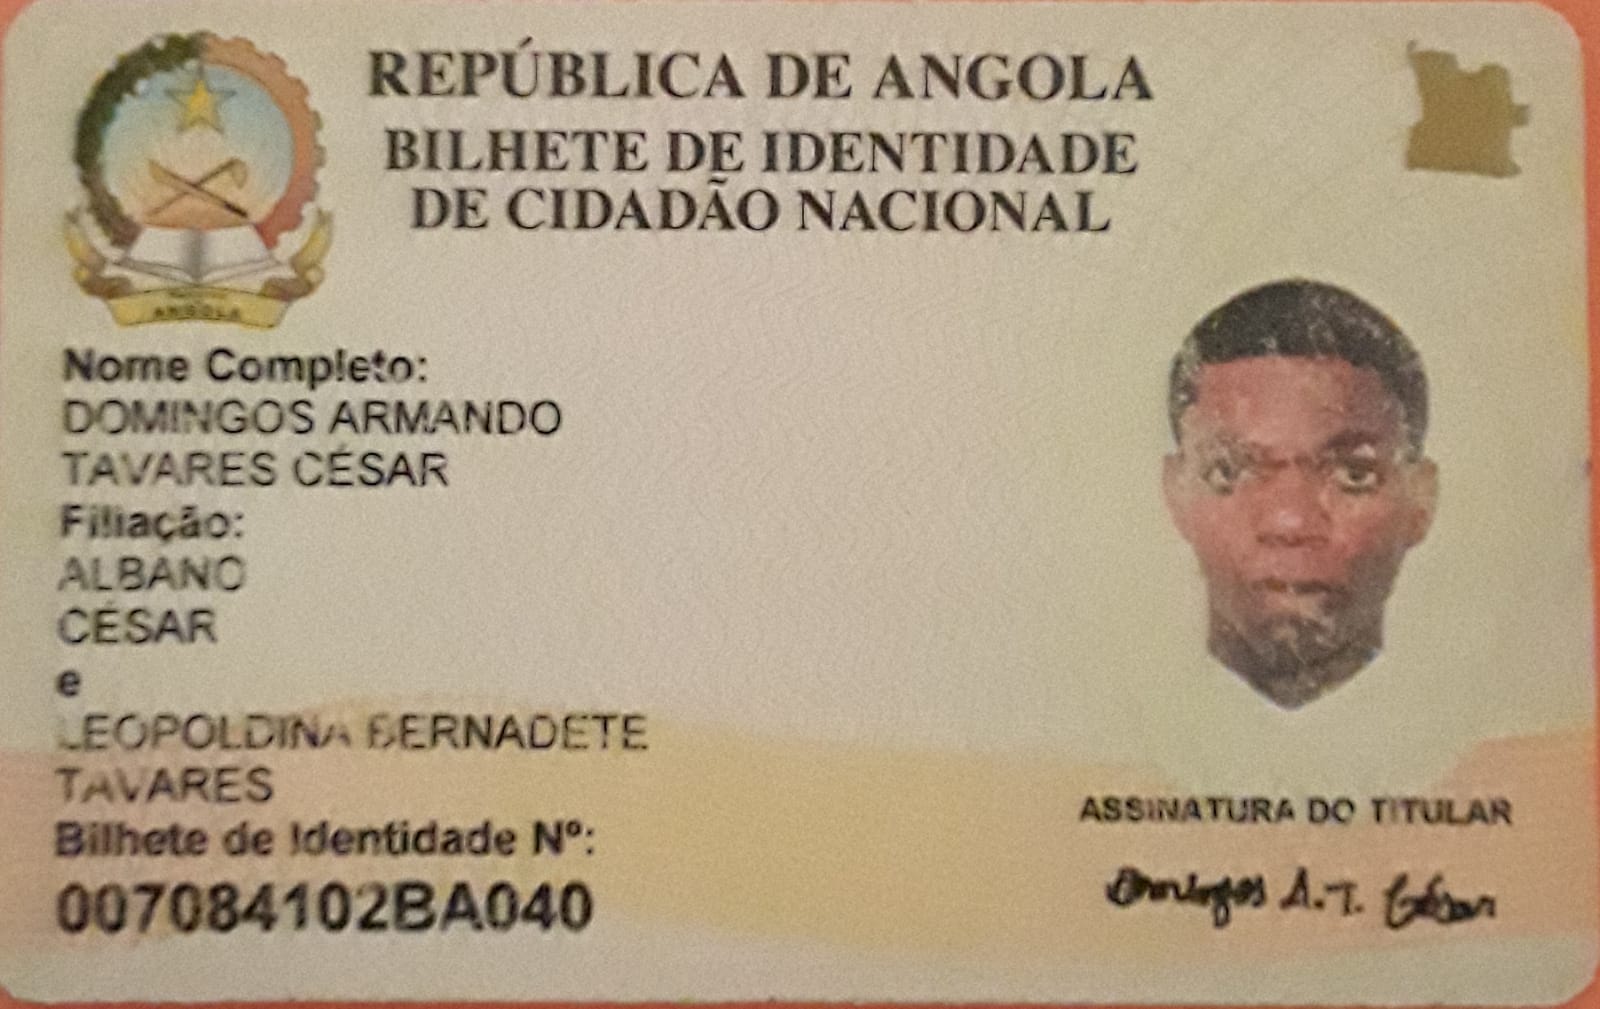 REPÚBLICA DE ANGOLA
BILHETE DE IDENTIDADE
DE CIDADÃO NACIONAL
ANGOLA
Nome Completo:
DOMINGOS ARMANDO
TAVARES CÉSAR
Filiação:
ALBANO
CÉSAR
e
LEOPOLDINA BERNADETE
TAVARES
Bilhete de Identidade Nº:
007084102BA040
ASSINATURA DO TITULAR
Domingos A. T. César